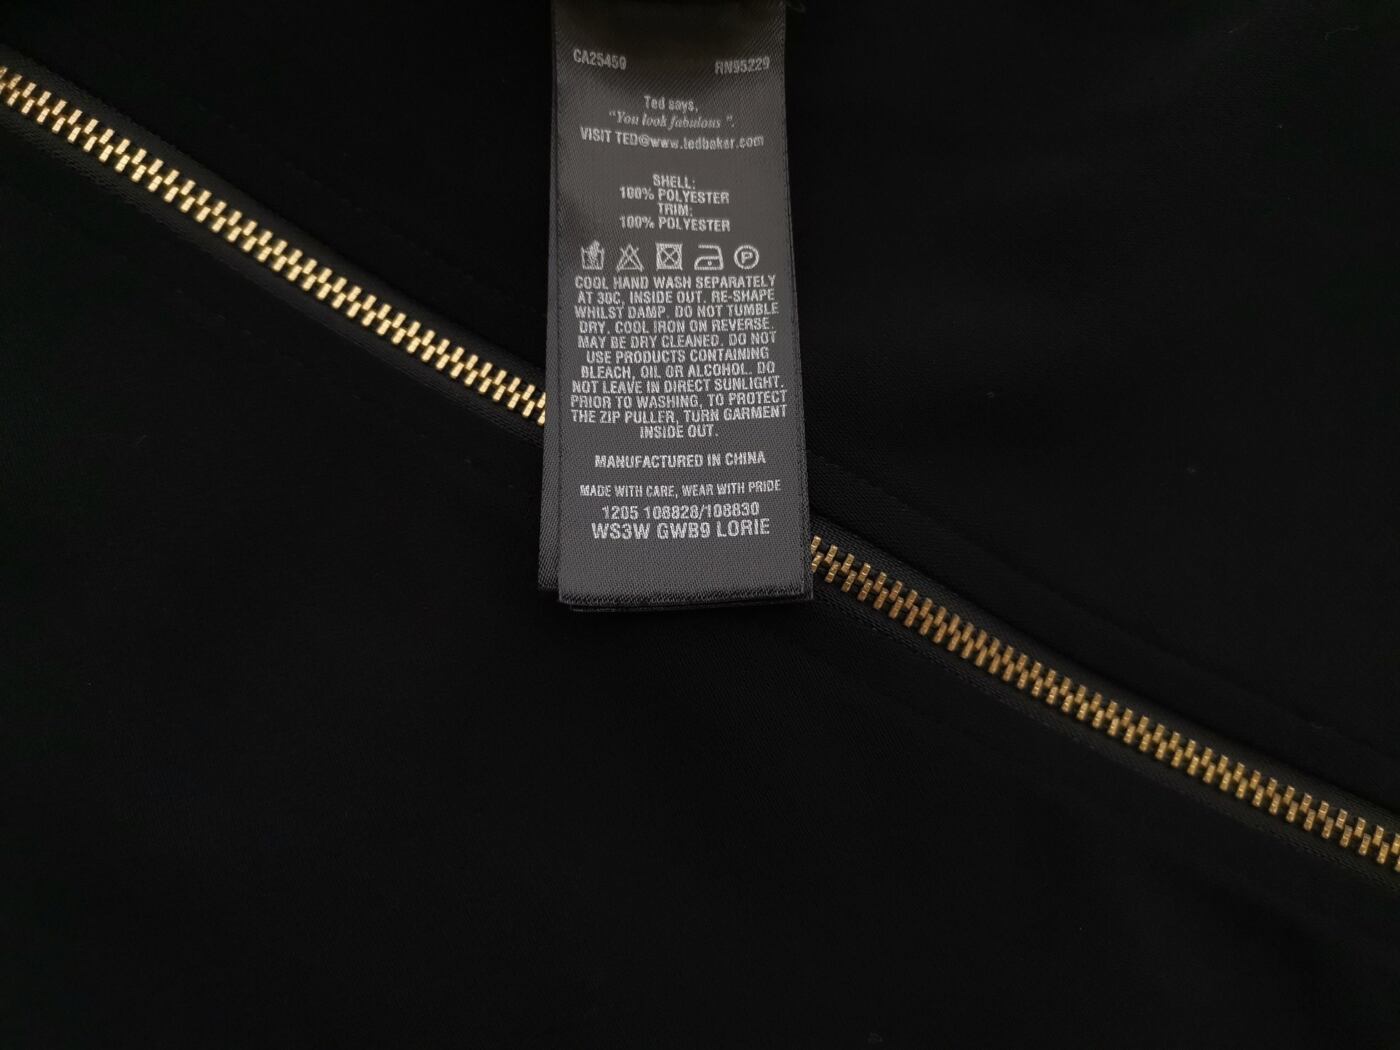 CA25459 RN95229
Ted says,
"You look fabulous ".
VISIT TED@www.tedbaker.com
SHELL:
100% POLYESTER
TRIM:
100% POLYESTER
P
COOL HAND WASH SEPARATELY
AT 30C, INSIDE OUT. RE-SHAPE
WHILST DAMP. DO NOT TUMBLE
DRY. COOL IRON ON REVERSE.
MAY BE DRY CLEANED. DO NOT
USE PRODUCTS CONTAINING
BLEACH, OIL OR ALCOHOL. DO
NOT LEAVE IN DIRECT SUNLIGHT.
PRIOR TO WASHING, TO PROTECT
THE ZIP PULLER, TURN GARMENT
INSIDE OUT.
MANUFACTURED IN CHINA
MADE WITH CARE, WEAR WITH PRIDE
1205 108828/108830
WS3W GWB9 LORIE